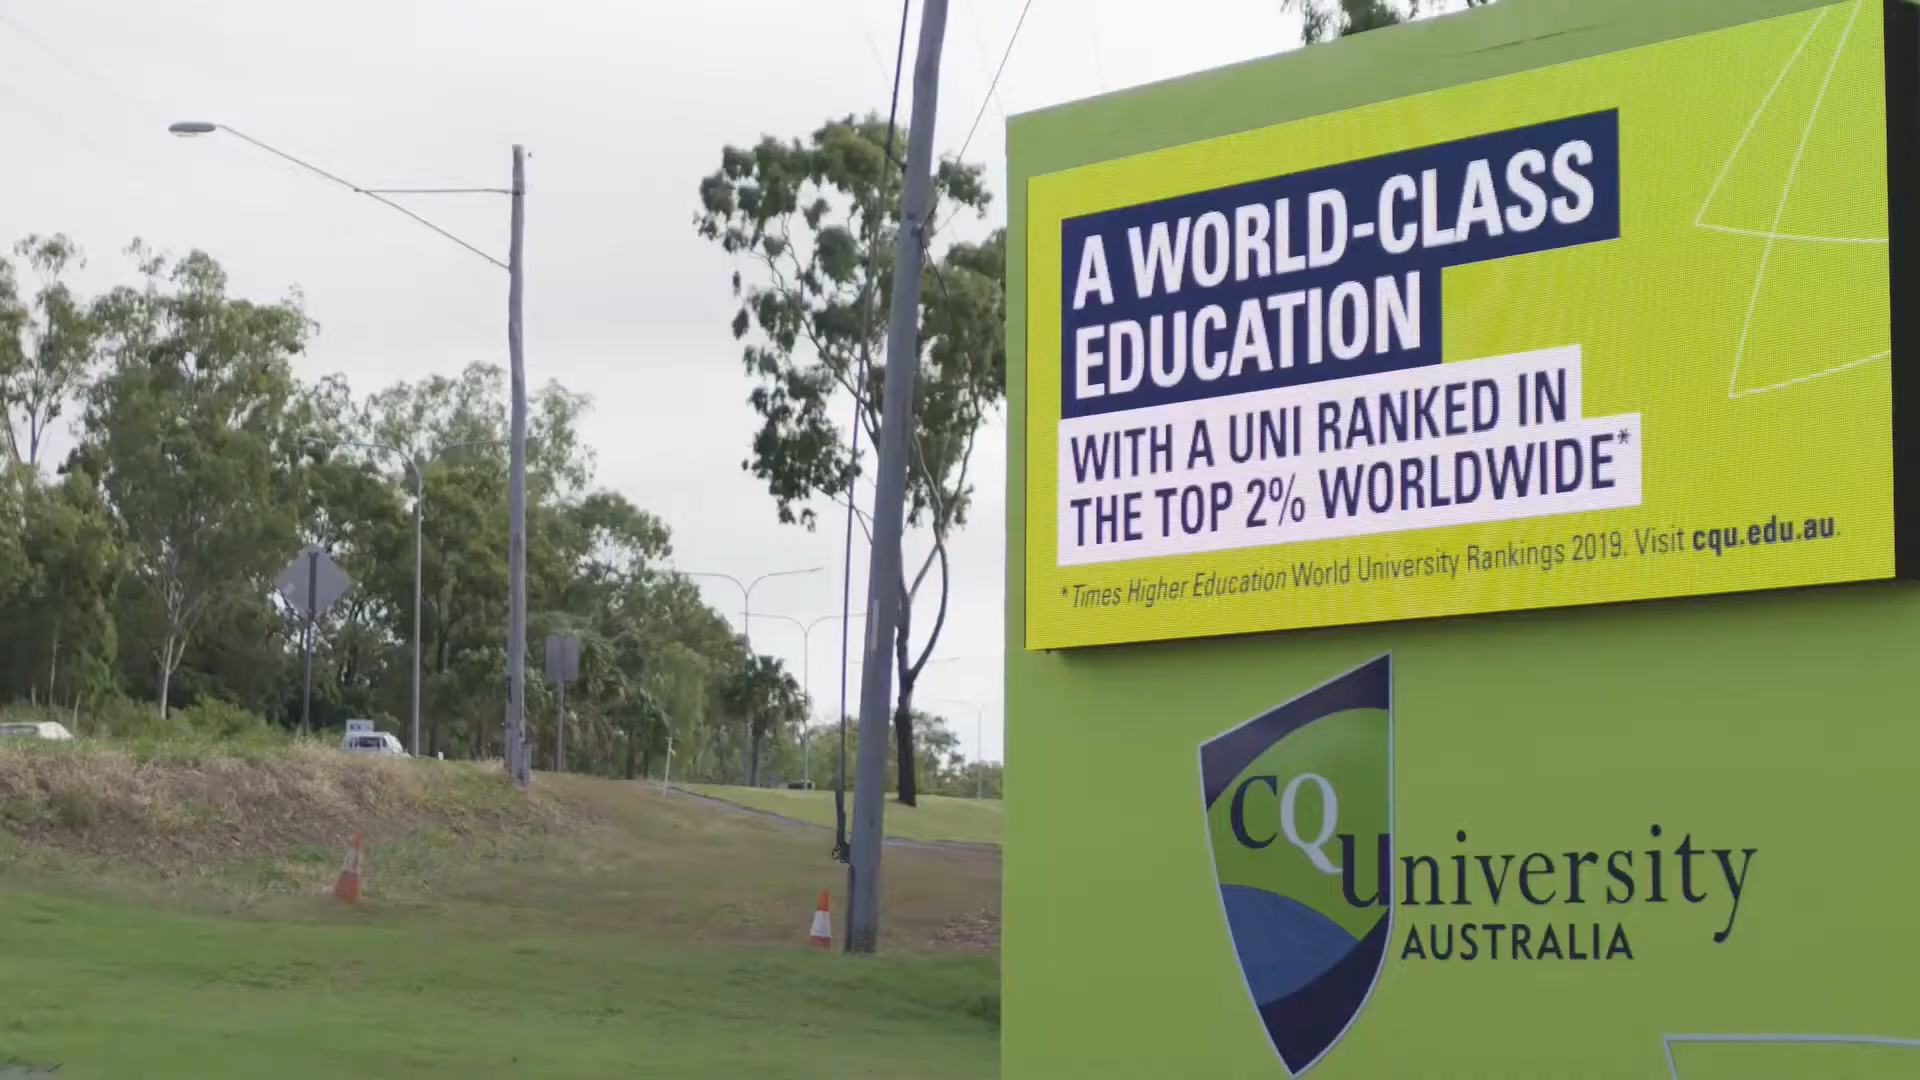 A WORLD-CLASS
EDUCATION
WITH A UNI RANKED IN
THE TOP 2% WORLDWIDE*
* Times Higher Education World University Rankings 2019. Visit cqu.edu.au.
CQUniversity
AUSTRALIA